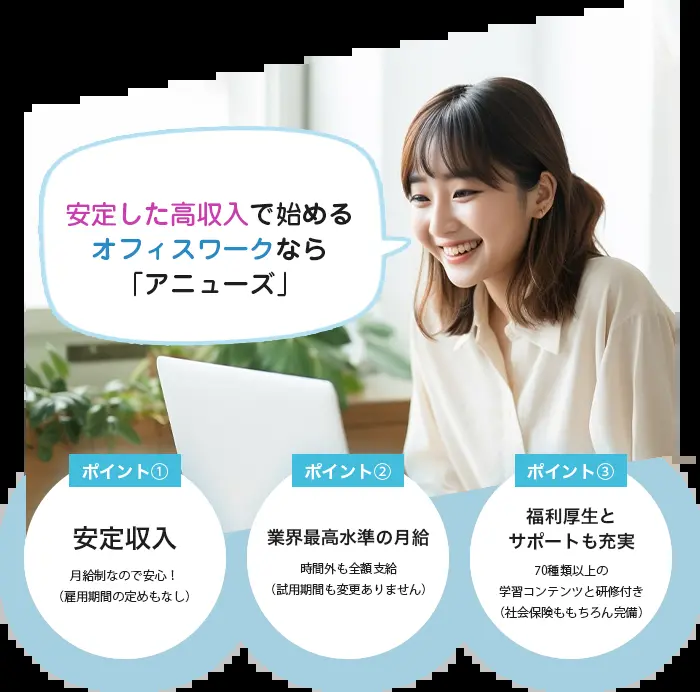 安定した高収入で始める
オフィスワークなら
「アニューズ」
ポイント①
安定収入
月給制なので安心！
（雇用期間の定めもなし）
ポイント②
業界最高水準の月給
時間外も全額支給
（試用期間も変更ありません）
ポイント③
福利厚生と
サポートも充実
70種類以上の
学習コンテンツと研修付き
（社会保険ももちろん完備）